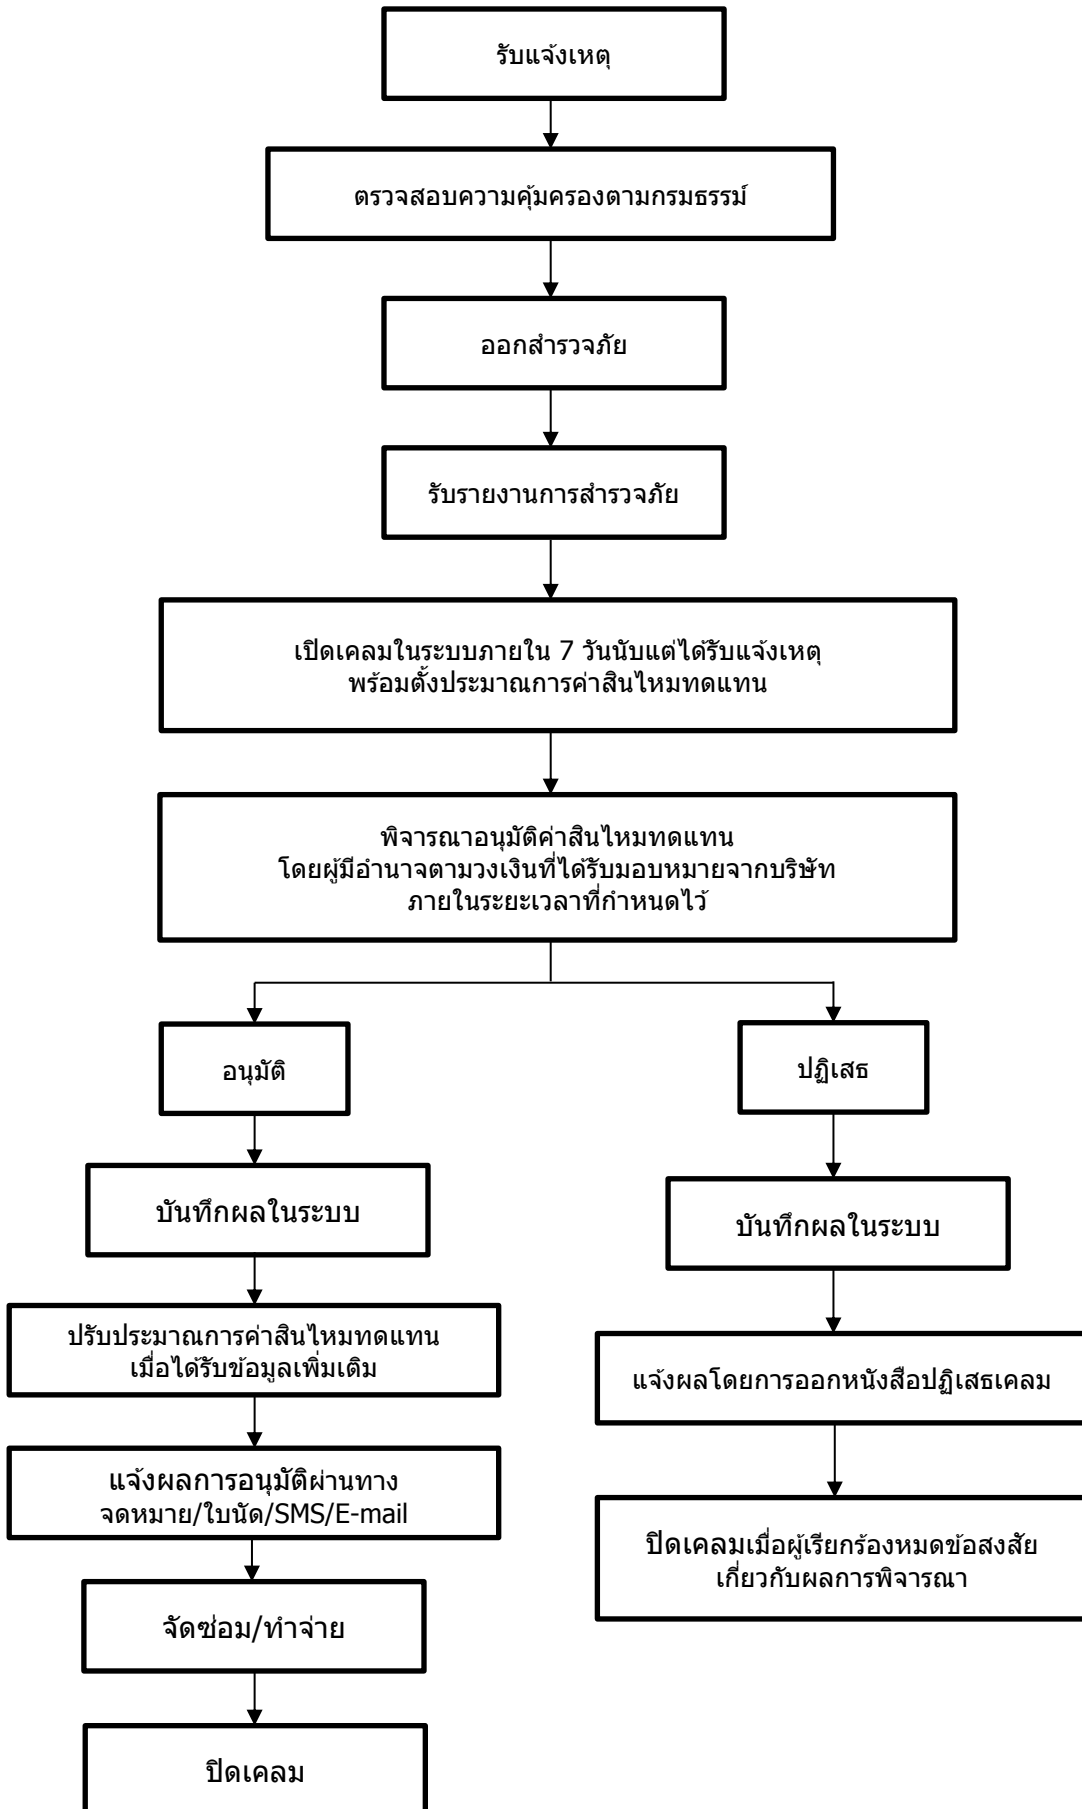 รับแจ้งเหตุ
ตรวจสอบความคุ้มครองตามกรมธรรม์
ออกสำรวจภัย
รับรายงานการสำรวจภัย
เปิดเคลมในระบบภายใน 7 วันนับแต่ได้รับแจ้งเหตุ
พร้อมตั้งประมาณการค่าสินไหมทดแทน
พิจารณาอนุมัติค่าสินไหมทดแทน
โดยผู้มีอำนาจตามวงเงินที่ได้รับมอบหมายจากบริษัท
ภายในระยะเวลาที่กำหนดไว้
อนุมัติ
บันทึกผลในระบบ
ปรับประมาณการค่าสินไหมทดแทน
เมื่อได้รับข้อมูลเพิ่มเติม
แจ้งผลการอนุมัติผ่านทาง
จดหมาย/ใบนัด/SMS/E-mail
จัดซ่อม/ทำจ่าย
ปิดเคลม
ปฏิเสธ
บันทึกผลในระบบ
แจ้งผลโดยการออกหนังสือปฏิเสธเคลม
ปิดเคลมเมื่อผู้เรียกร้องหมดข้อสงสัย
เกี่ยวกับผลการพิจารณา